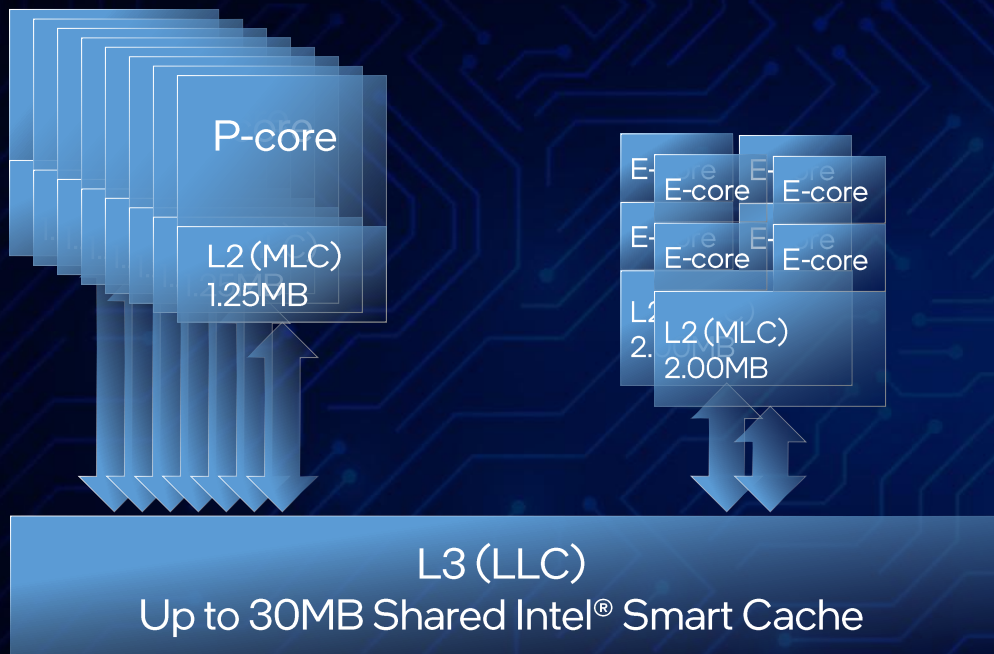 P-core
L2 (MLC)
1.25MB
E-core
E-core
E-core
E-core
L2 (MLC)
2.00MB
L3 (LLC)
Up to 30MB Shared Intel® Smart Cache